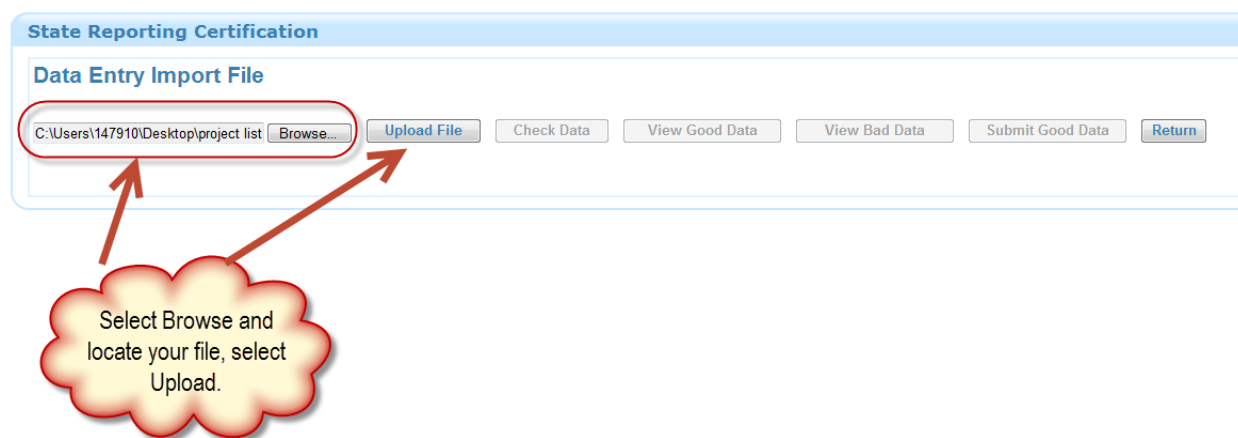 State Reporting Certification
Data Entry Import File
C:\Users\147910\Desktop\project list Browse... Upload File Check Data View Good Data View Bad Data Submit Good Data Return
Select Browse and
locate your file, select
Upload.